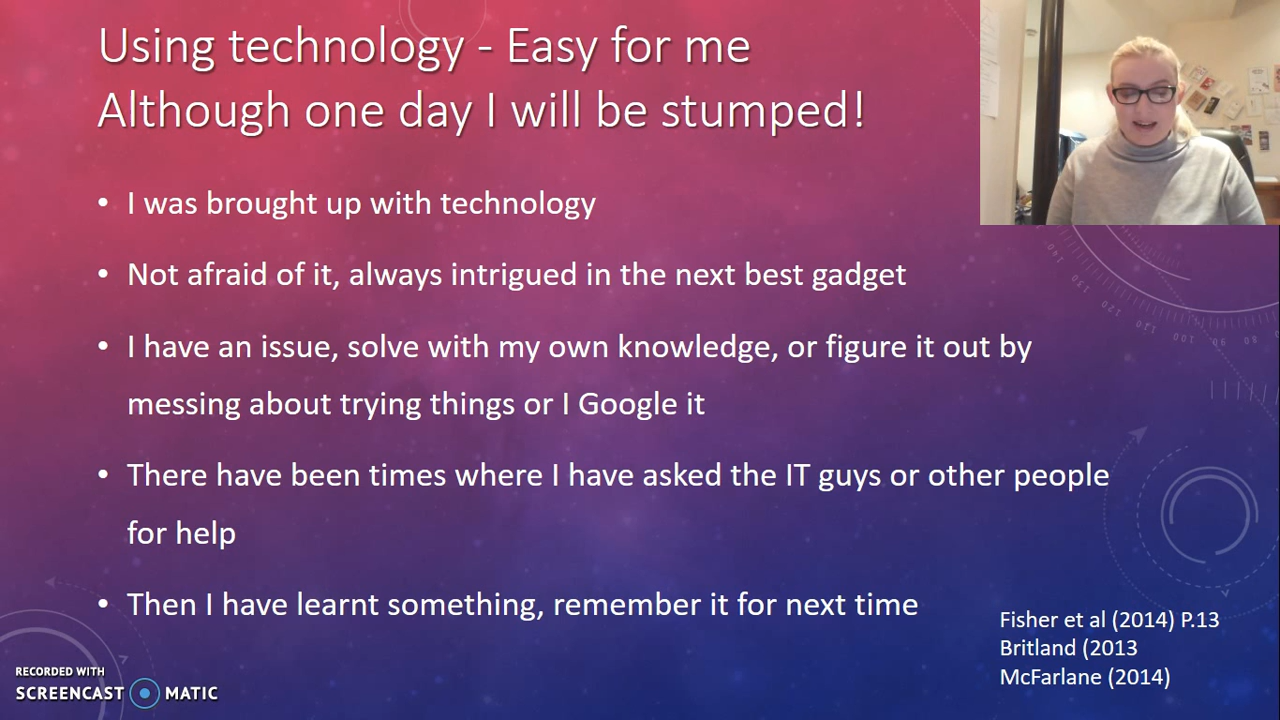 Using technology - Easy for me
Although one day I will be stumped!
• I was brought up with technology
• Not afraid of it, always intrigued in the next best gadget
• I have an issue, solve with my own knowledge, or figure it out by
messing about trying things or I Google it
• There have been times where I have asked the IT guys or other people
for help
• Then I have learnt something, remember it for next time
Fisher et al (2014) P.13
Britland (2013
McFarlane (2014)
RECORDED WITH
SCREENCAST MATIC